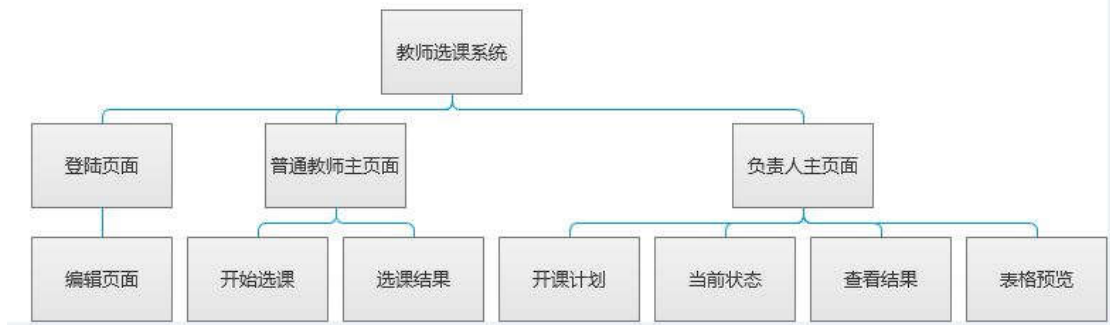 教师选课系统
登陆页面
普通教师主页面
负责人主页面
编辑页面
开始选课
选课结果
开课计划
当前状态
查看结果
表格预览